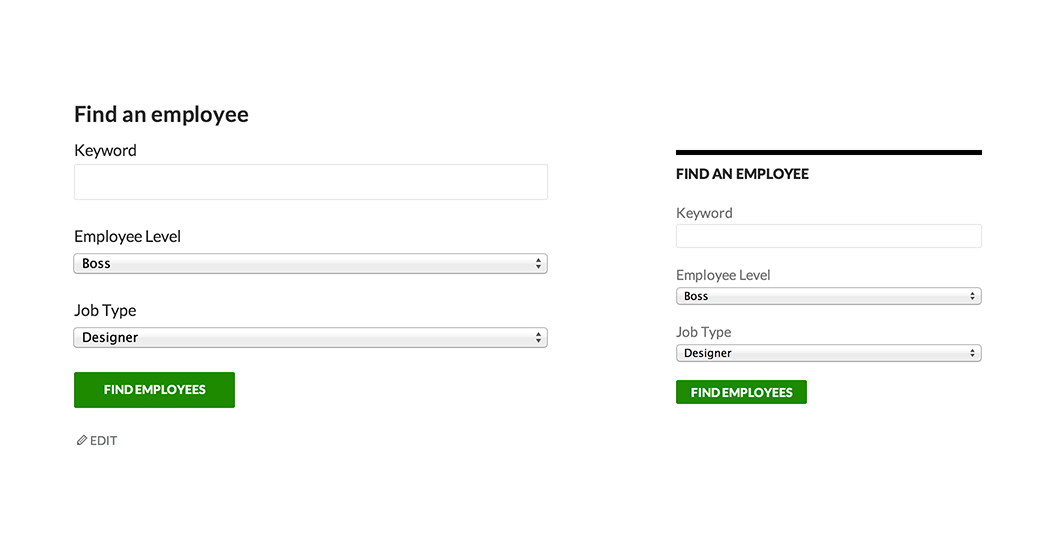 Find an employee
Keyword
Employee Level
Boss
Job Type
Designer
FIND EMPLOYEES
EDIT
FIND AN EMPLOYEE
Keyword
Employee Level
Boss
Job Type
Designer
FIND EMPLOYEES